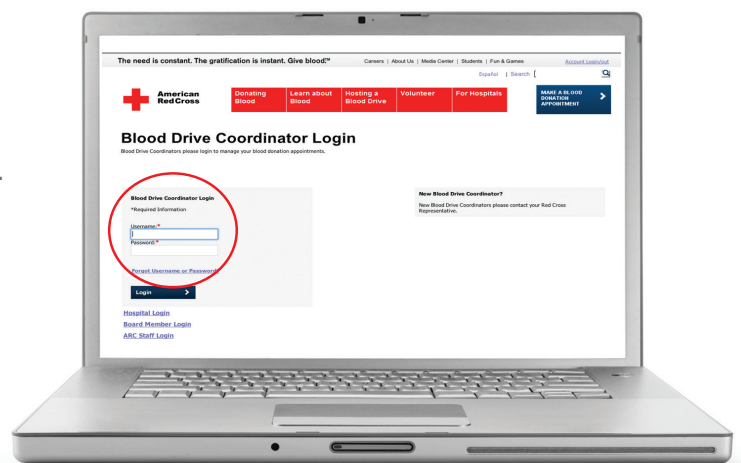 The need is constant. The gratification is instant. Give blood.™
Careers | About Us | Media Center | Students | Fun & Games
Account Login/out
Español | Search [
American
Red Cross
Donating
Blood
Learn about
Blood
Hosting a
Blood Drive
Volunteer
For Hospitals
MAKE A BLOOD
DONATION
APPOINTMENT
Blood Drive Coordinator Login
Blood Drive Coordinators please login to manage your blood donation appointments.
Blood Drive Coordinator Login
*Required Information
Username:*
Password:*
Forgot Username or Password
Login
New Blood Drive Coordinator?
New Blood Drive Coordinators please contact your Red Cross
Representative.
Hospital Login
Board Member Login
ARC Staff Login